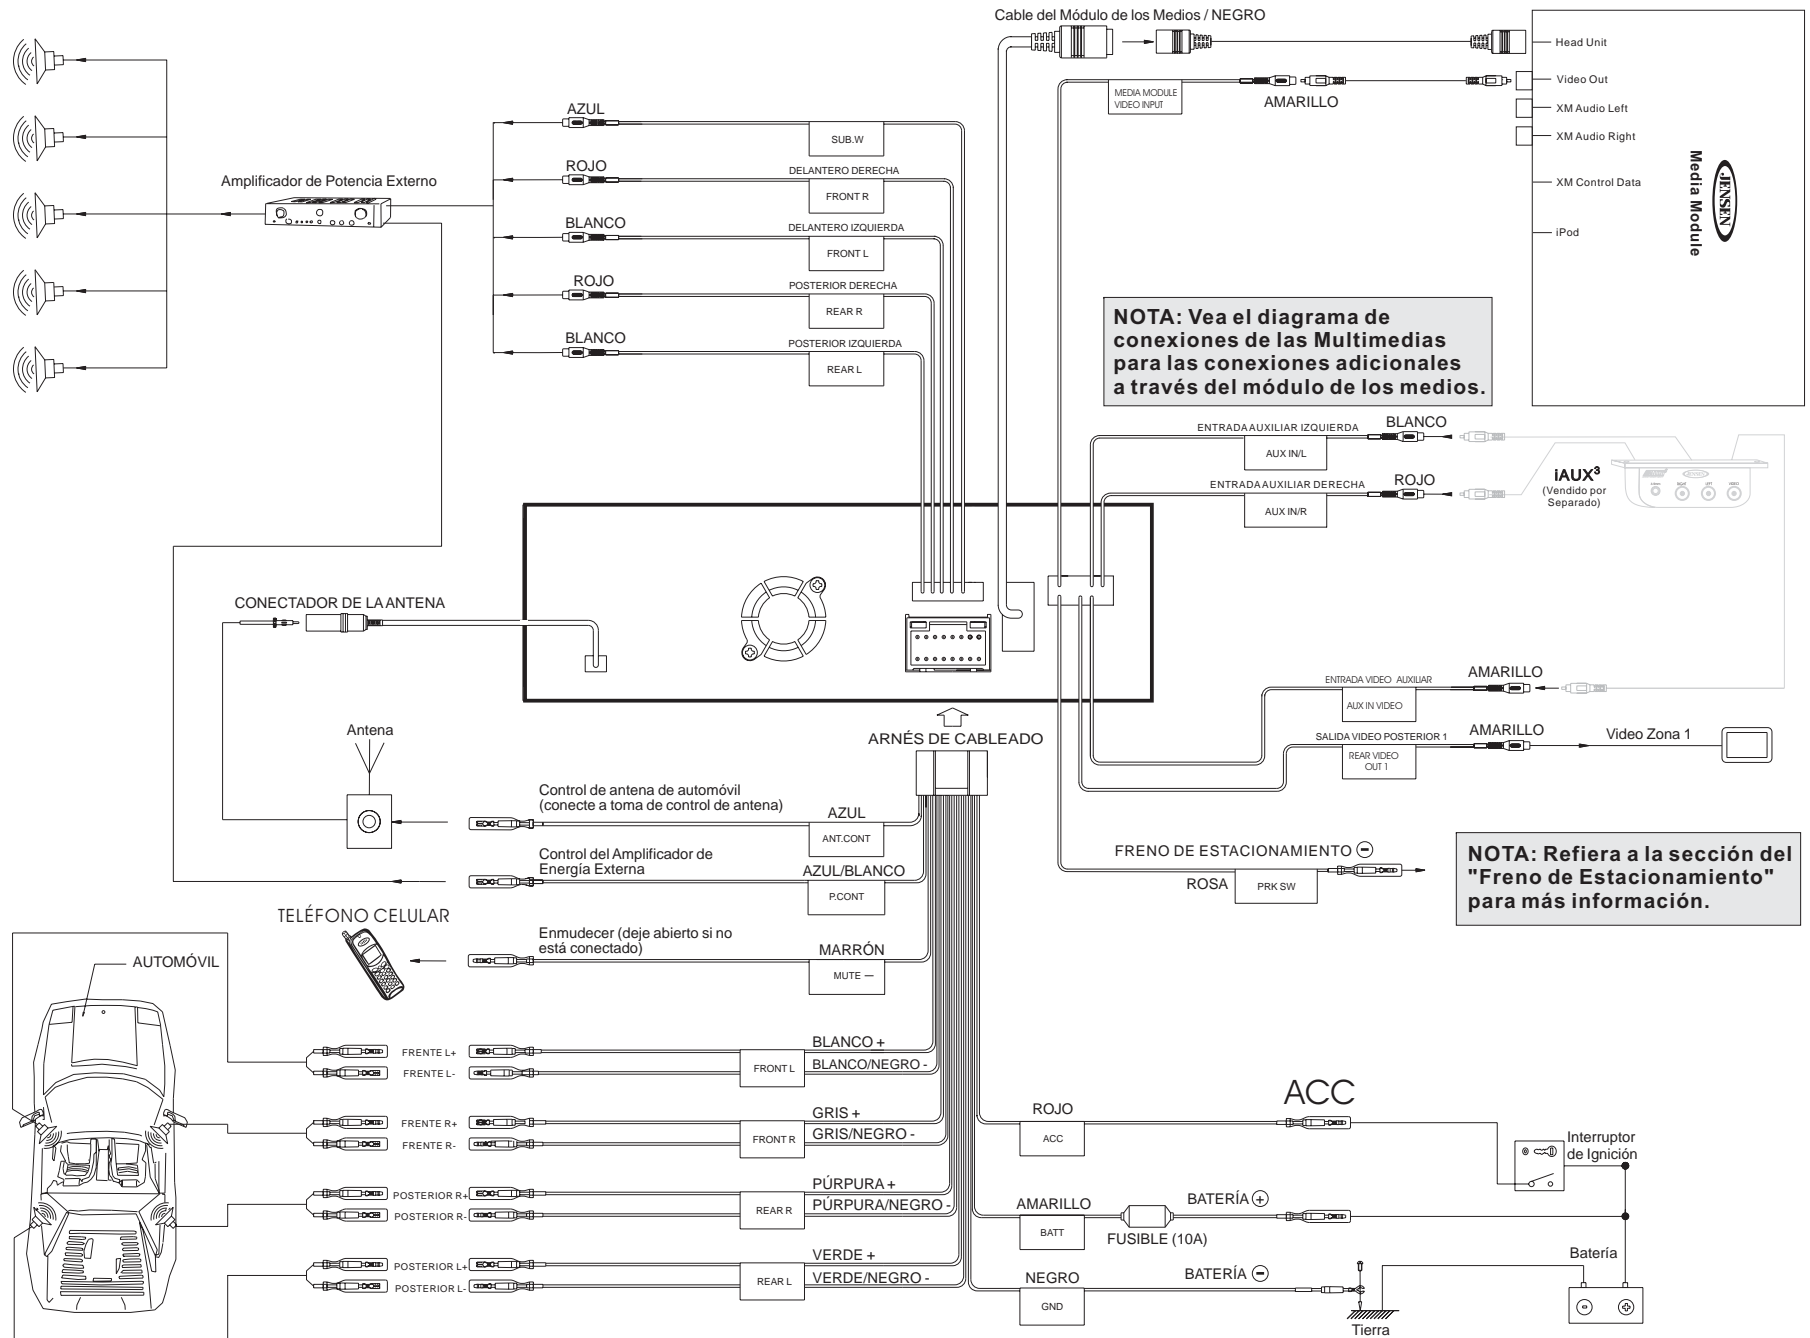 Cable del Módulo de los Medios / NEGRO
Head Unit
Video Out
XM Audio Left
XM Audio Right
XM Control Data
iPod
JENSEN
Media Module
MEDIA MODULE
VIDEO INPUT
AMARILLO
AZUL
SUB.W
ROJO
DELANTERO DERECHA
FRONT R
BLANCO
DELANTERO IZQUIERDA
FRONT L
ROJO
POSTERIOR DERECHA
REAR R
BLANCO
POSTERIOR IZQUIERDA
REAR L
Amplificador de Potencia Externo
NOTA: Vea el diagrama de
conexiones de las Multimedias
para las conexiones adicionales
a través del módulo de los medios.
ENTRADA AUXILIAR IZQUIERDA
BLANCO
AUX IN/L
ENTRADA AUXILIAR DERECHA
ROJO
AUX IN/R
iAUX³
(Vendido por
Separado)
RIGHT
LEFT
VIDEO
CONECTADOR DE LA ANTENA
Antena
ARNÉS DE CABLEADO
ENTRADA VIDEO AUXILIAR
AMARILLO
AUX IN VIDEO
SALIDA VIDEO POSTERIOR 1
AMARILLO
REAR VIDEO
OUT 1
Video Zona 1
Control de antena de automóvil
(conecte a toma de control de antena)
AZUL
ANT.CONT
Control del Amplificador de
Energía Externa
AZUL/BLANCO
P.CONT
FRENO DE ESTACIONAMIENTO ⊖
ROSA
PRK SW
NOTA: Refiera a la sección del
"Freno de Estacionamiento"
para más información.
TELÉFONO CELULAR
Enmudecer (deje abierto si no
está conectado)
MARRÓN
MUTE —
AUTOMÓVIL
FRENTE L+
BLANCO +
FRENTE L-
FRONT L
BLANCO/NEGRO -
FRENTE R+
GRIS +
FRENTE R-
FRONT R
GRIS/NEGRO -
POSTERIOR R+
PÚRPURA +
POSTERIOR R-
REAR R
PÚRPURA/NEGRO -
POSTERIOR L+
VERDE +
POSTERIOR L-
REAR L
VERDE/NEGRO -
ROJO
ACC
ACC
Interruptor
de Ignición
AMARILLO
BATT
FUSIBLE (10A)
BATERÍA ⊕
NEGRO
GND
BATERÍA ⊖
Batería
Tierra